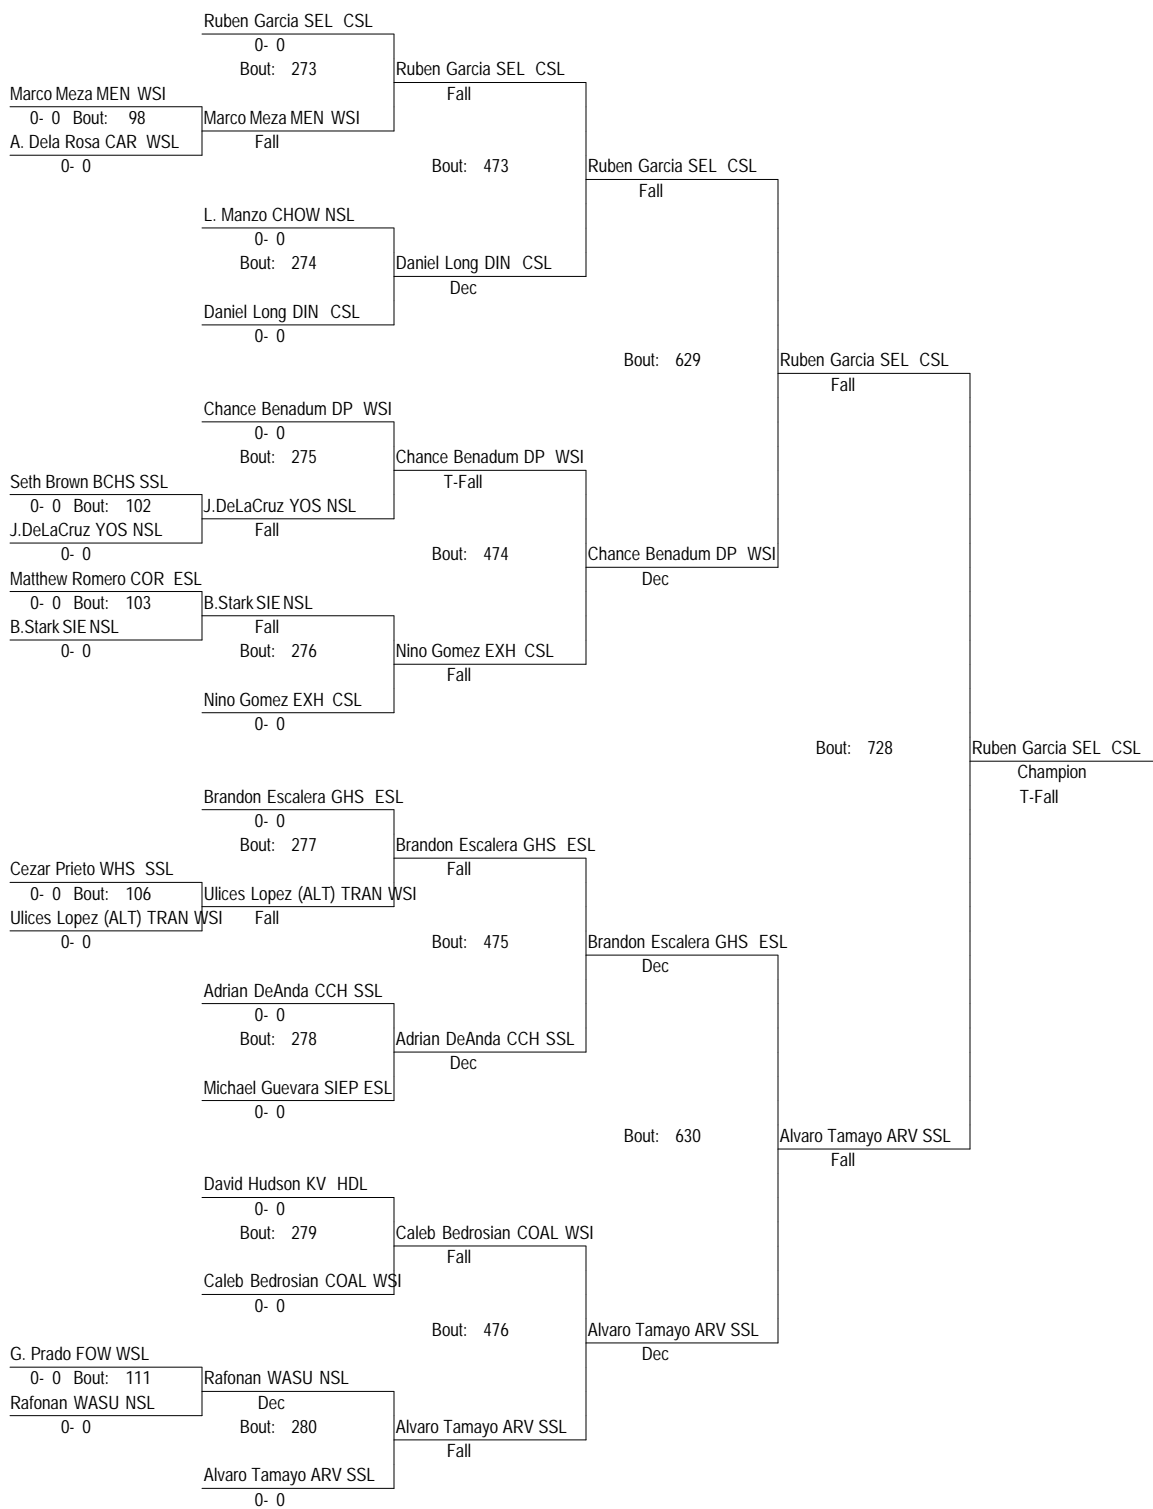 Ruben Garcia SEL CSL
0- 0
Bout: 273
Ruben Garcia SEL CSL
Fall
Marco Meza MEN WSI
0- 0 Bout: 98
Marco Meza MEN WSI
Fall
A. Dela Rosa CAR WSL
0- 0
Bout: 473
Ruben Garcia SEL CSL
Fall
L. Manzo CHOW NSL
0- 0
Bout: 274
Daniel Long DIN CSL
Dec
Daniel Long DIN CSL
0- 0
Bout: 629
Ruben Garcia SEL CSL
Fall
Chance Benadum DP WSI
0- 0
Bout: 275
Chance Benadum DP WSI
T-Fall
Seth Brown BCHS SSL
0- 0 Bout: 102
J.DeLaCruz YOS NSL
Fall
J.DeLaCruz YOS NSL
0- 0
Bout: 474
Chance Benadum DP WSI
Dec
Matthew Romero COR ESL
0- 0 Bout: 103
B.Stark SIE NSL
Fall
B.Stark SIE NSL
0- 0
Bout: 276
Nino Gomez EXH CSL
Fall
Nino Gomez EXH CSL
0- 0
Bout: 728
Ruben Garcia SEL CSL
Champion
T-Fall
Brandon Escalera GHS ESL
0- 0
Bout: 277
Brandon Escalera GHS ESL
Fall
Cezar Prieto WHS SSL
0- 0 Bout: 106
Ulices Lopez (ALT) TRAN WSI
Fall
Ulices Lopez (ALT) TRAN WSI
0- 0
Bout: 475
Brandon Escalera GHS ESL
Dec
Adrian DeAnda CCH SSL
0- 0
Bout: 278
Adrian DeAnda CCH SSL
Dec
Michael Guevara SIEP ESL
0- 0
Bout: 630
Alvaro Tamayo ARV SSL
Fall
David Hudson KV HDL
0- 0
Bout: 279
Caleb Bedrosian COAL WSI
Fall
Caleb Bedrosian COAL WSI
0- 0
Bout: 476
Alvaro Tamayo ARV SSL
Dec
G. Prado FOW WSL
0- 0 Bout: 111
Rafonan WASU NSL
Dec
Rafonan WASU NSL
0- 0
Bout: 280
Alvaro Tamayo ARV SSL
Fall
Alvaro Tamayo ARV SSL
0- 0